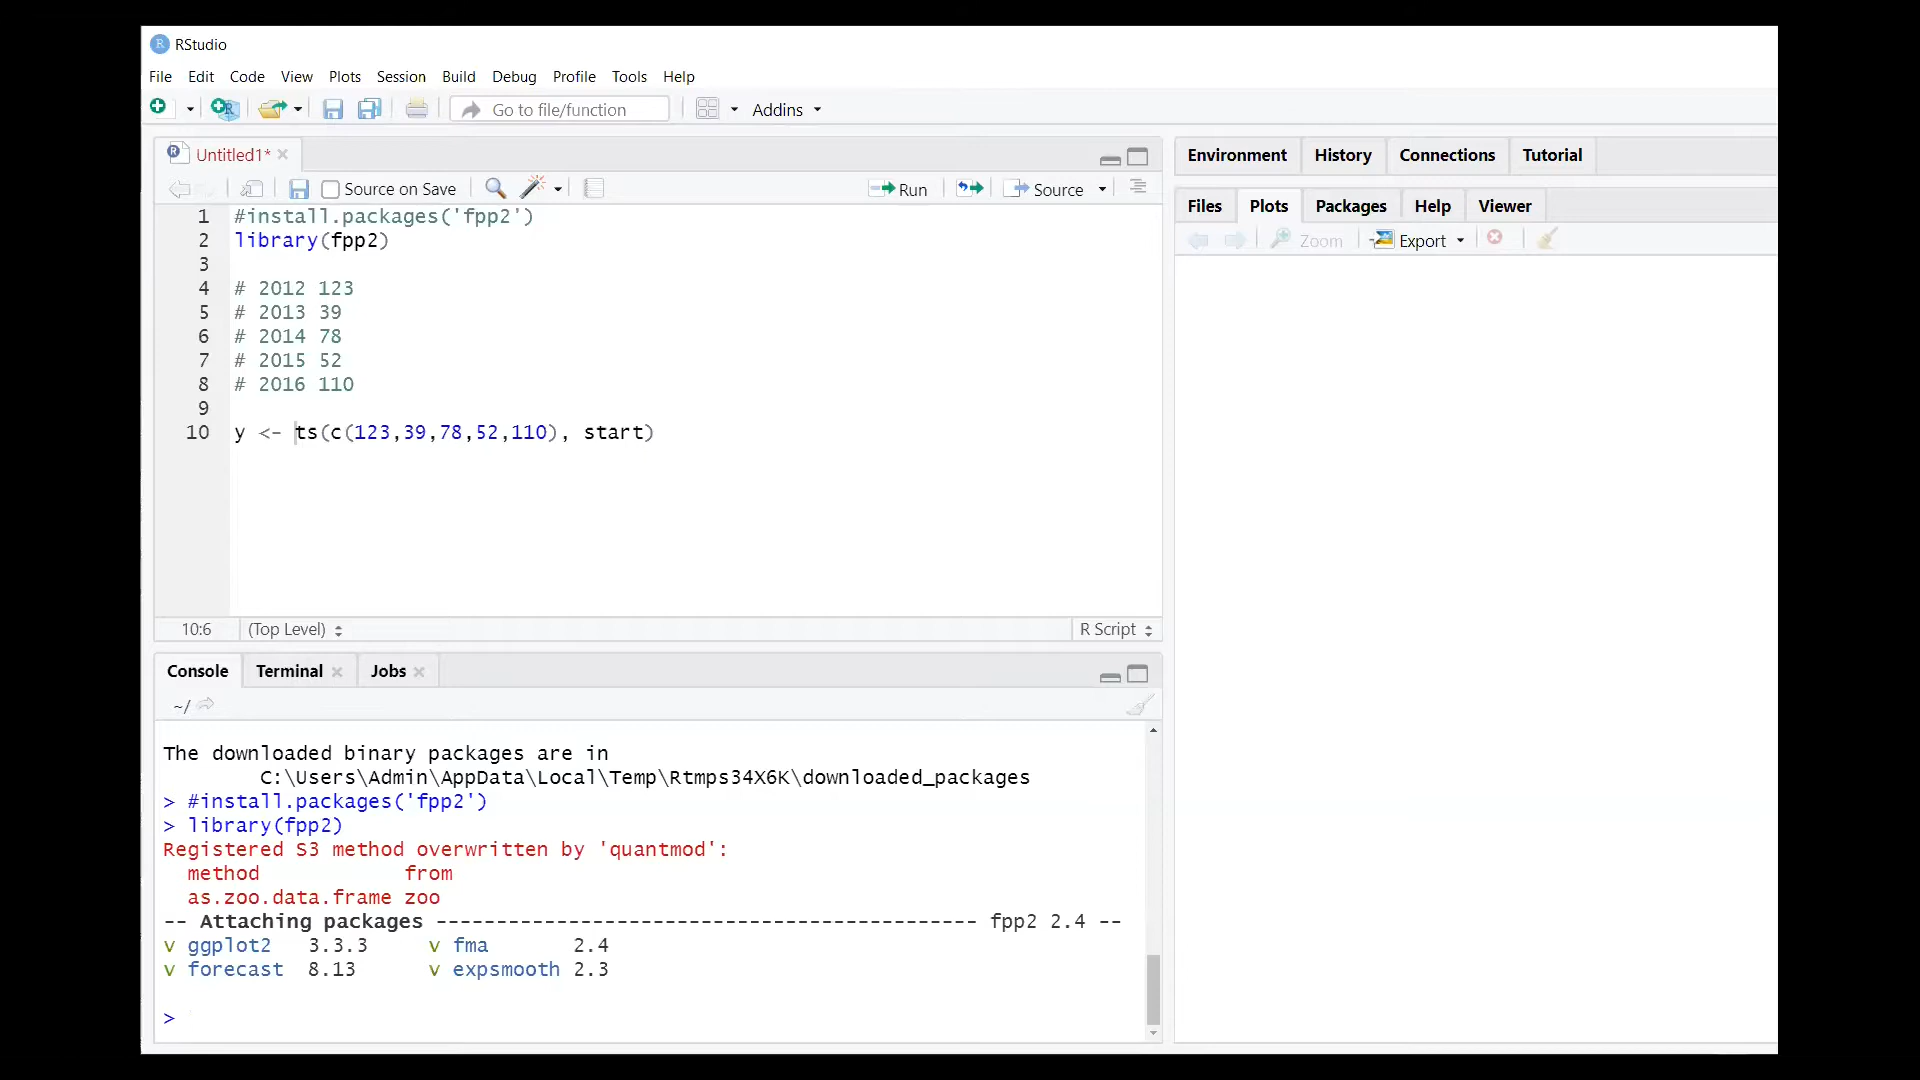 RStudio
File Edit Code View Plots Session Build Debug Profile Tools Help
Go to file/function Addins
Untitled1*
Source on Save Run Source
1 #install.packages('fpp2')
2 library(fpp2)
3
4 # 2012 123
5 # 2013 39
6 # 2014 78
7 # 2015 52
8 # 2016 110
9
10 y <- ts(c(123,39,78,52,110), start)
10:6 (Top Level) R Script
Console Terminal Jobs
~/
The downloaded binary packages are in
C:\Users\Admin\AppData\Local\Temp\Rtmps34X6K\downloaded_packages
> #install.packages('fpp2')
> library(fpp2)
Registered S3 method overwritten by 'quantmod':
method from
as.zoo.data.frame zoo
-- Attaching packages --------------------------------------------- fpp2 2.4 --
v ggplot2 3.3.3 v fma 2.4
v forecast 8.13 v expsmooth 2.3
>
Environment History Connections Tutorial
Files Plots Packages Help Viewer
Zoom Export